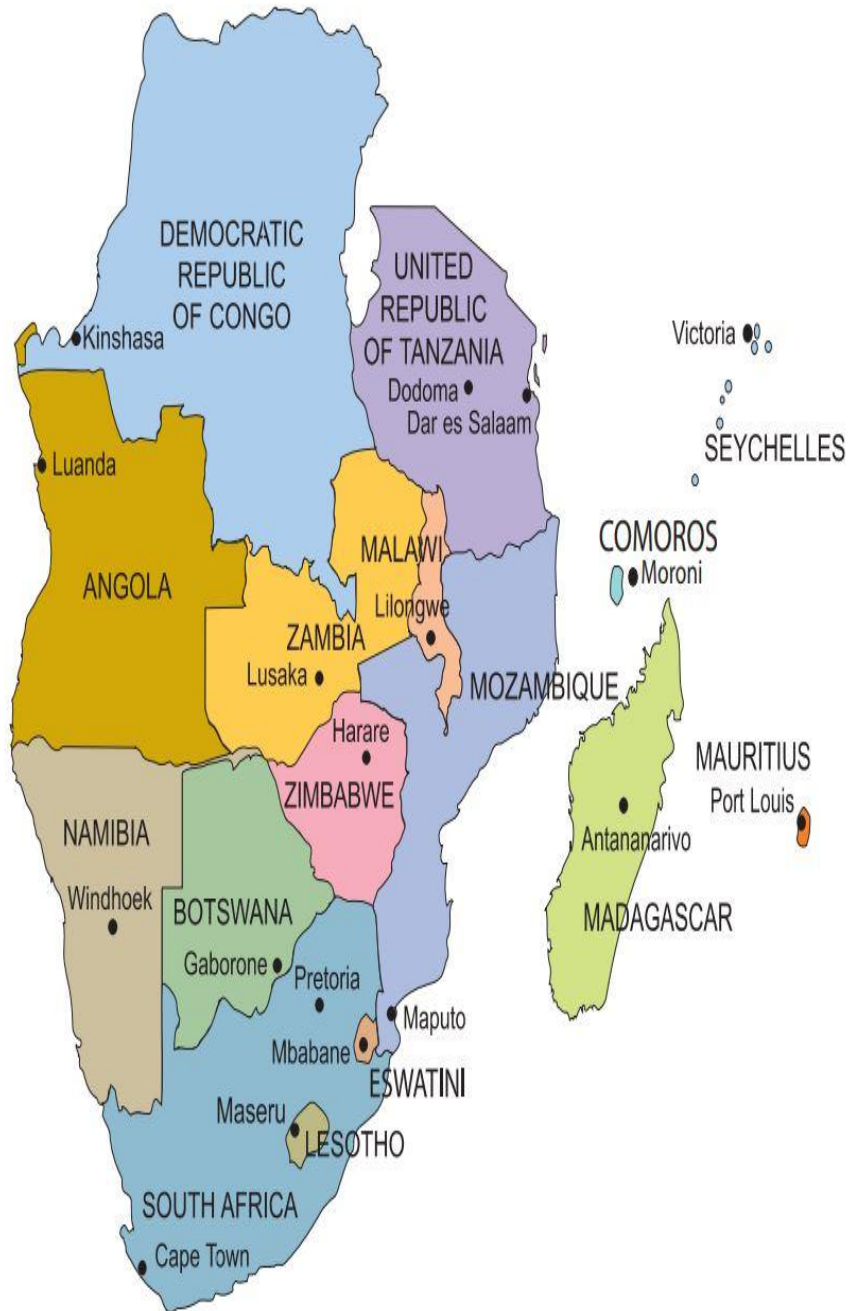 DEMOCRATIC
REPUBLIC
OF CONGO
Kinshasa
UNITED
REPUBLIC
OF TANZANIA
Dodoma
Dar es Salaam
Victoria
SEYCHELLES
Luanda
ANGOLA
MALAWI
Lilongwe
COMOROS
Moroni
ZAMBIA
Lusaka
MOZAMBIQUE
Harare
ZIMBABWE
MAURITIUS
Port Louis
NAMIBIA
Windhoek
Antananarivo
MADAGASCAR
BOTSWANA
Gaborone
Pretoria
Maputo
Mbabane
ESWATINI
Maseru
LESOTHO
SOUTH AFRICA
Cape Town